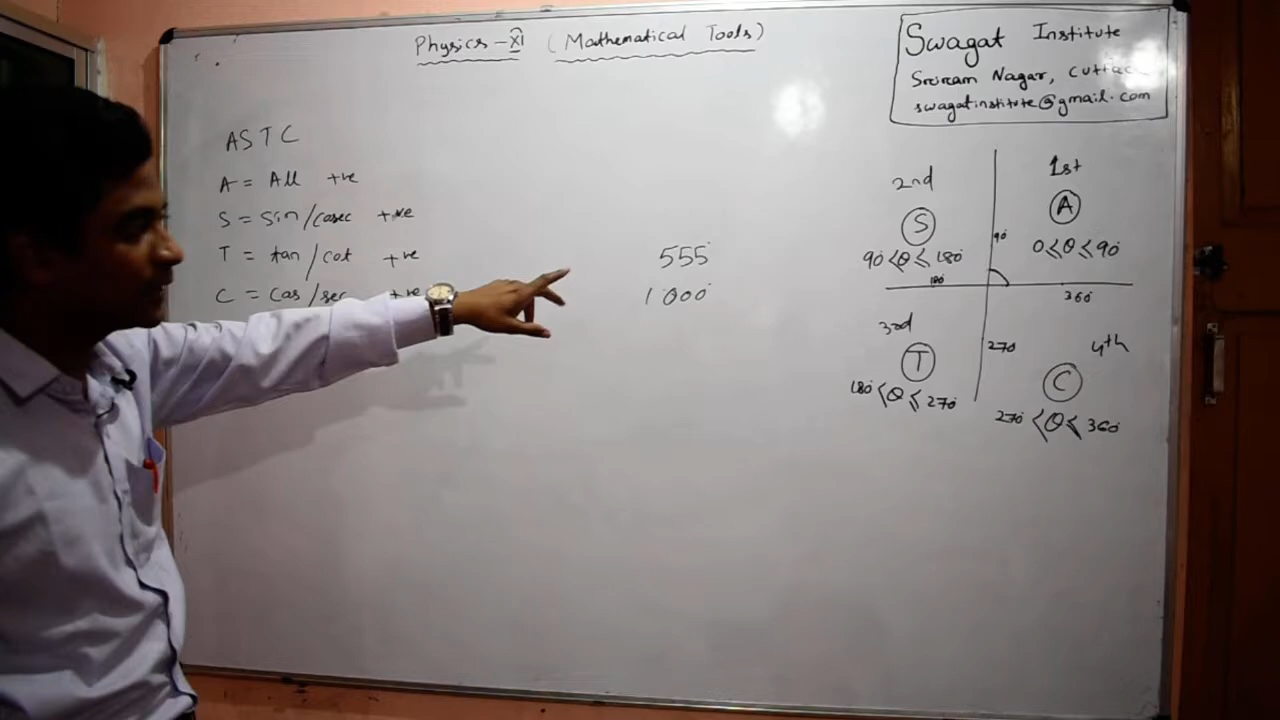 Physics - XI (Mathematical Tools)
Swagat Institute
Sriram Nagar, Cuttac
swagatinstitute@gmail.com
ASTC
A = All +ve
S = Sin/cosec +ve
T = tan/cot +ve
C = Cos/sec +ve
555°
1000°
2nd
S
90° ⩽ θ ⩽ 180°
180°
1st
A
0 ⩽ θ ⩽ 90°
90°
360°
3rd
T
180° ⩽ θ ⩽ 270°
270
4th
C
270° ⩽ θ ⩽ 360°